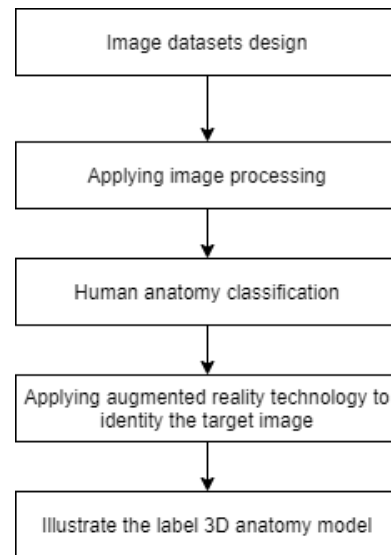 Image datasets design
Applying image processing
Human anatomy classification
Applying augmented reality technology to
identity the target image
Illustrate the label 3D anatomy model